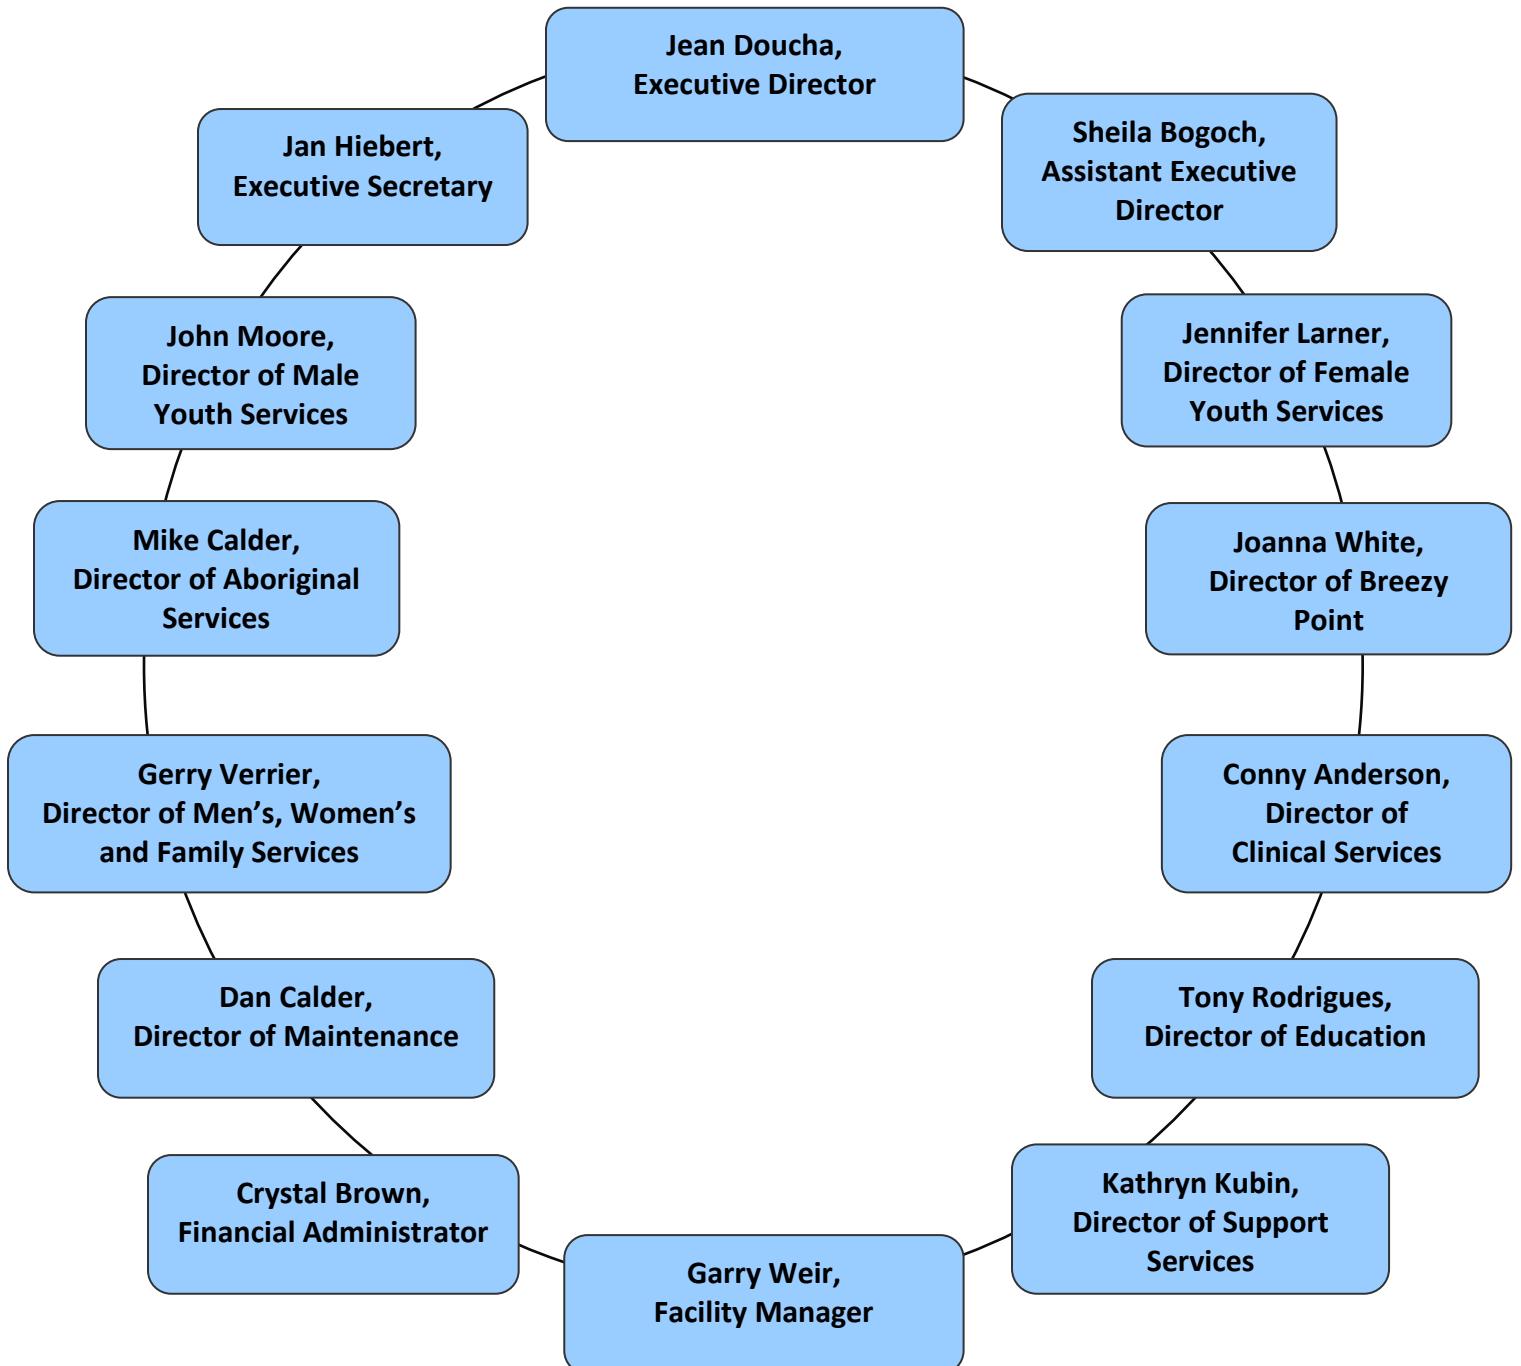 Jean Doucha,
Executive Director
Jan Hiebert,
Executive Secretary
Sheila Bogoch,
Assistant Executive
Director
John Moore,
Director of Male
Youth Services
Jennifer Larner,
Director of Female
Youth Services
Mike Calder,
Director of Aboriginal
Services
Joanna White,
Director of Breezy
Point
Gerry Verrier,
Director of Men’s, Women’s
and Family Services
Conny Anderson,
Director of
Clinical Services
Dan Calder,
Director of Maintenance
Tony Rodrigues,
Director of Education
Crystal Brown,
Financial Administrator
Kathryn Kubin,
Director of Support
Services
Garry Weir,
Facility Manager